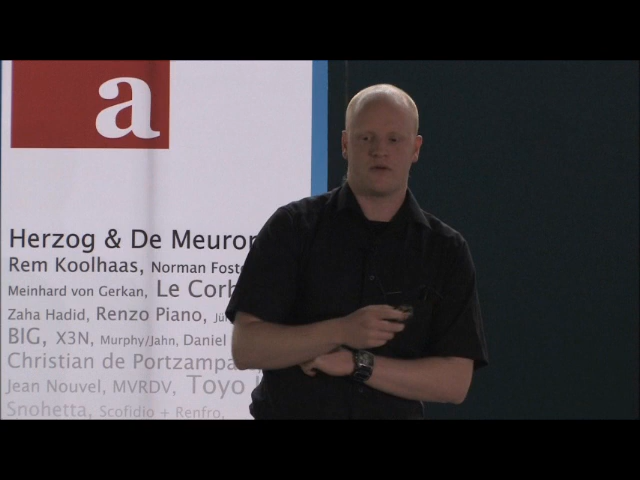 a
Herzog & De Meuron
Rem Koolhaas, Norman Foste
Meinhard von Gerkan, Le Corb
Zaha Hadid, Renzo Piano, Jür
BIG, X3N, Murphy/Jahn, Daniel
Christian de Portzampa
Jean Nouvel, MVRDV, Toyo I
Snohetta, Scofidio + Renfro,